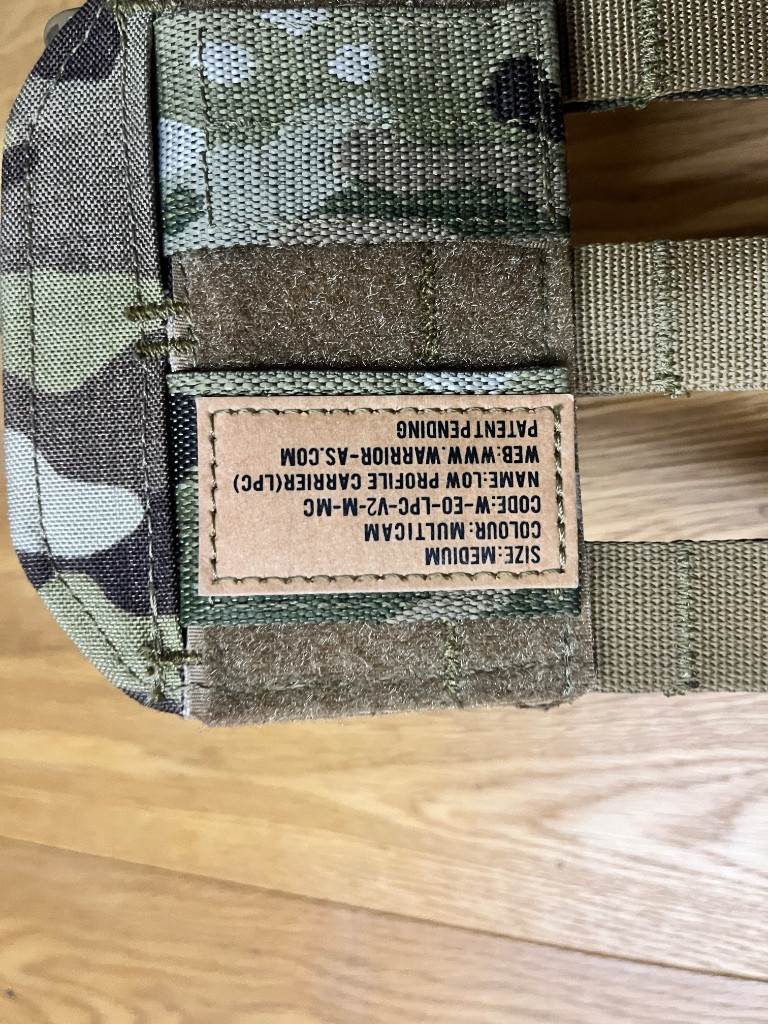 SIZE:MEDIUM
COLOUR:MULTICAM
CODE:W-EO-LPC-V2-M-MC
NAME:LOW PROFILE CARRIER(LPC)
WEB:WWW.WARRIOR-AS.COM
PATENT PENDING